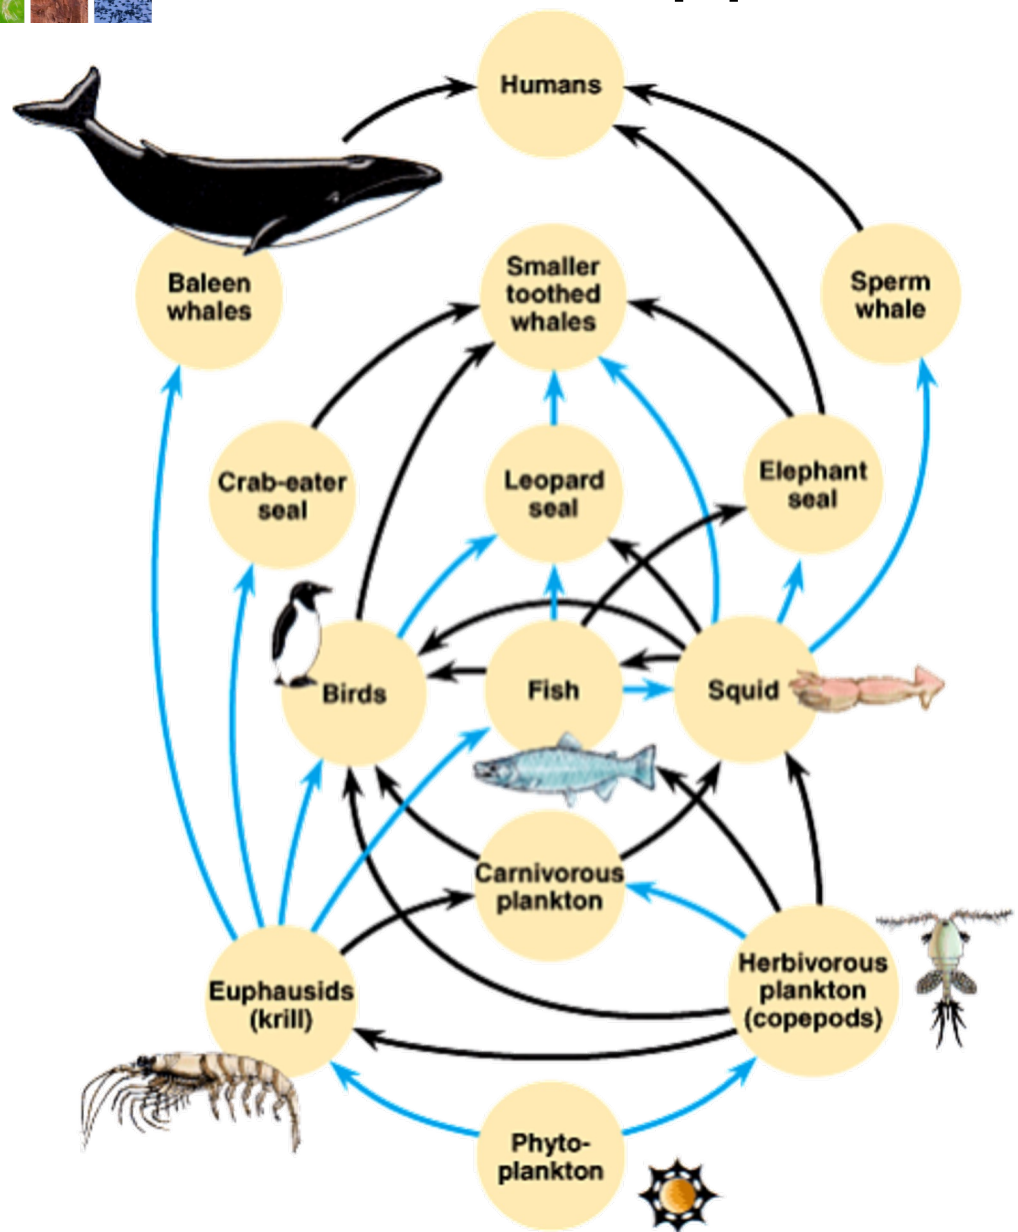 Humans
Baleen
whales
Smaller
toothed
whales
Sperm
whale
Crab-eater
seal
Leopard
seal
Elephant
seal
Birds
Fish
Squid
Carnivorous
plankton
Euphausids
(krill)
Herbivorous
plankton
(copepods)
Phyto-
plankton